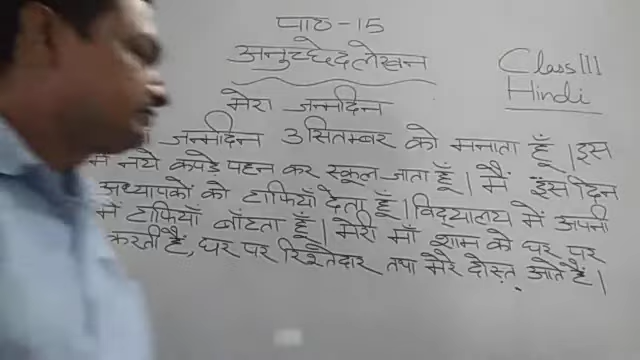 पाठ-15
अनुच्छेदलेखन
Class III
Hindi
मेरा जन्मदिन
जन्मदिन 3 सितम्बर को मनाता हूँ | इस
नये कपड़े पहन कर स्कूल जाता हूँ | मैं इस दिन
अध्यापकों को टाफियाँ देता हूँ | विद्यालय में अपनी
में टाफियाँ बाँटता हूँ | मेरी माँ शाम को घर पर
करती है, घर पर रिश्तेदार तथा मेरे दोस्त आते हैं |